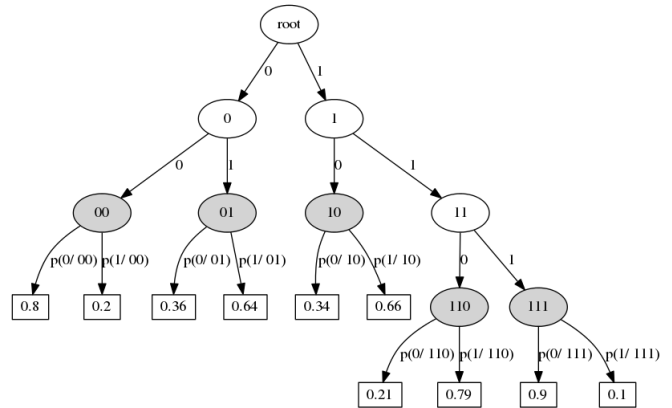 root
0 1
0 1
0 1 0 1
00 01 10 11
p(0/ 00) p(1/ 00) p(0/ 01) p(1/ 01) p(0/ 10) p(1/ 10) 0 1
0.8 0.2 0.36 0.64 0.34 0.66 110 111
p(0/ 110) p(1/ 110) p(0/ 111) p(1/ 111)
0.21 0.79 0.9 0.1